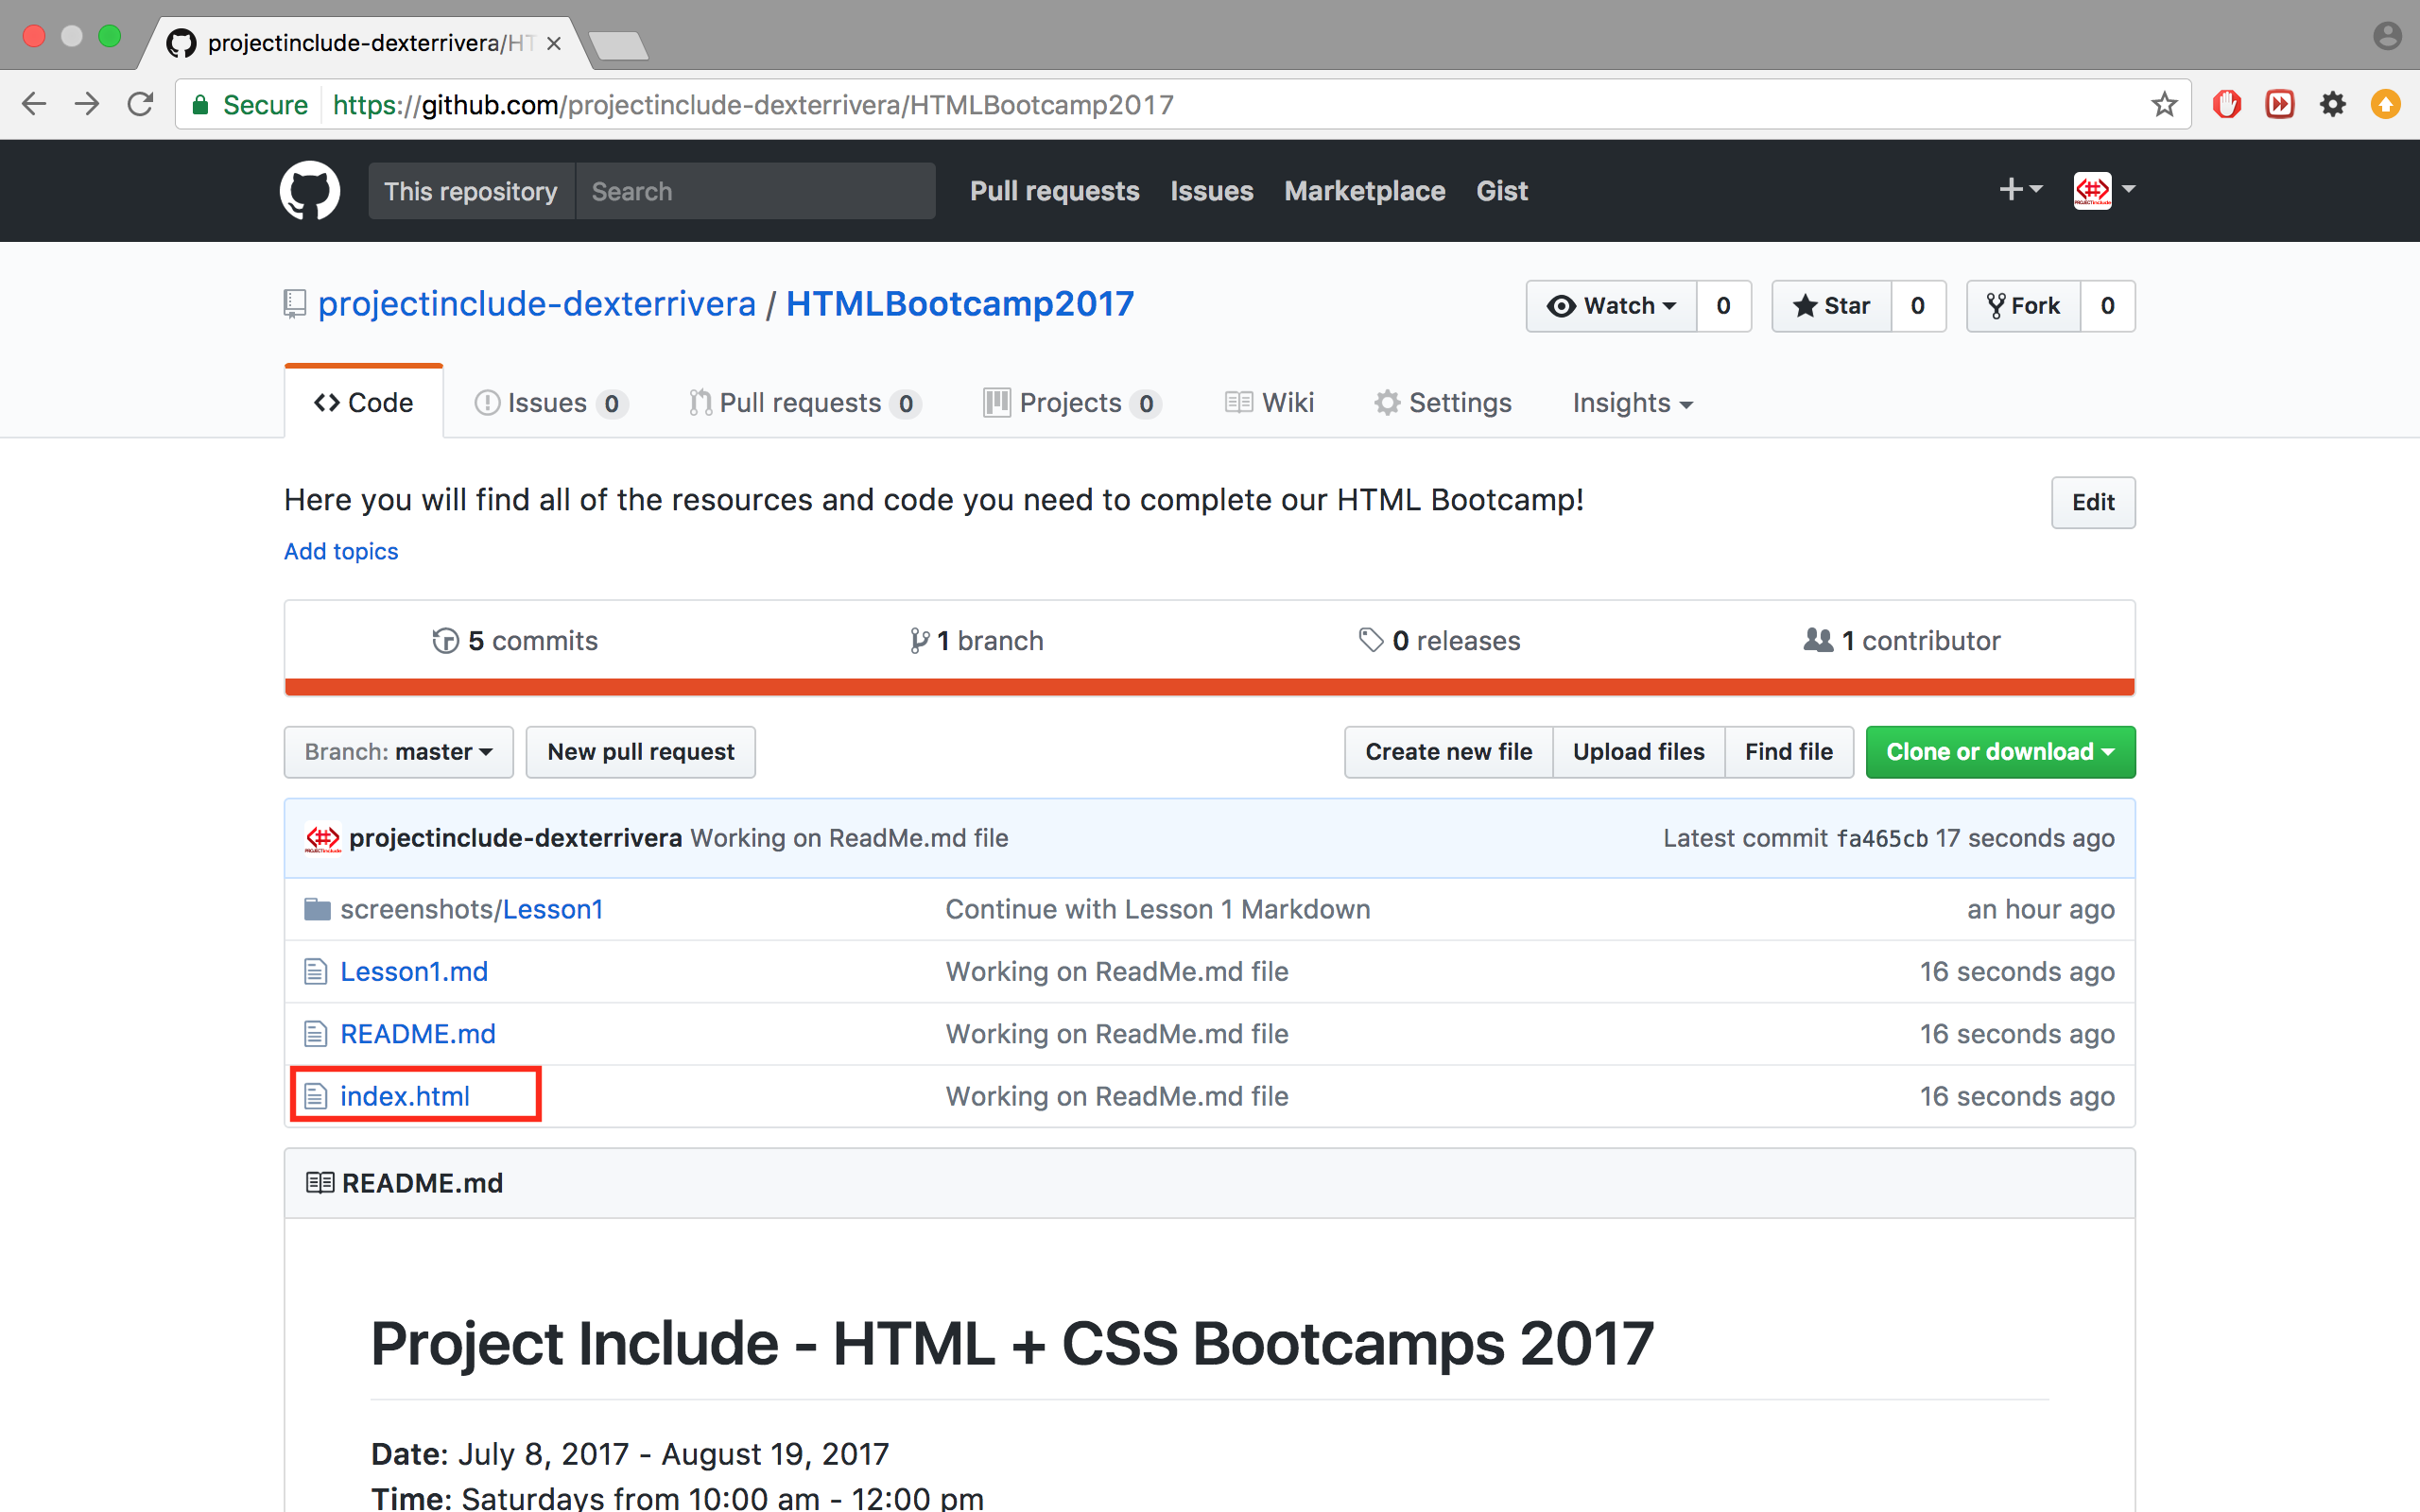 projectinclude-dexterrivera/HT
Secure https://github.com/projectinclude-dexterrivera/HTMLBootcamp2017
This repository Search Pull requests Issues Marketplace Gist
projectinclude-dexterrivera / HTMLBootcamp2017 Watch 0 Star 0 Fork 0
Code Issues 0 Pull requests 0 Projects 0 Wiki Settings Insights
Here you will find all of the resources and code you need to complete our HTML Bootcamp! Edit
Add topics
5 commits 1 branch 0 releases 1 contributor
Branch: master New pull request Create new file Upload files Find file Clone or download
projectinclude-dexterrivera Working on ReadMe.md file Latest commit fa465cb 17 seconds ago
screenshots/Lesson1 Continue with Lesson 1 Markdown an hour ago
Lesson1.md Working on ReadMe.md file 16 seconds ago
README.md Working on ReadMe.md file 16 seconds ago
index.html Working on ReadMe.md file 16 seconds ago
README.md
Project Include - HTML + CSS Bootcamps 2017
Date: July 8, 2017 - August 19, 2017
Time: Saturdays from 10:00 am - 12:00 pm